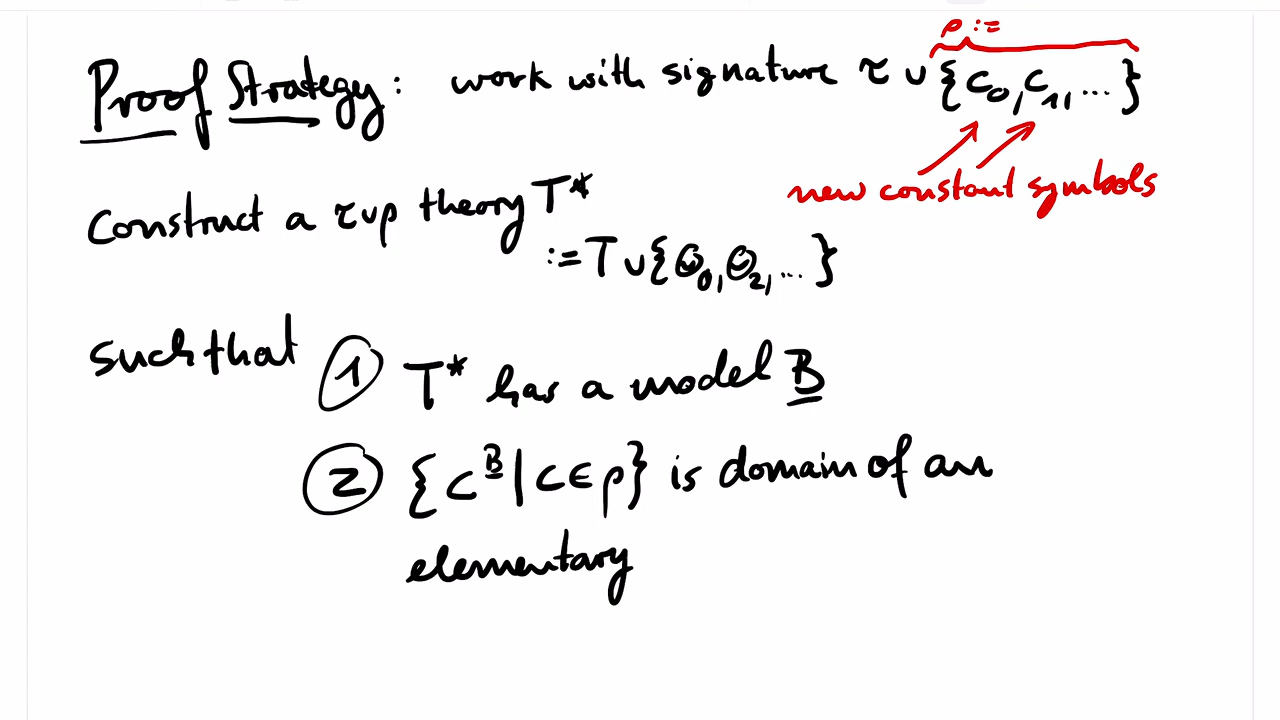 ρ :=
Proof Strategy: work with signature τ ∪ {c₀, c₁, ...}
new constant symbols
Construct a τ∪ρ theory T*
:= T ∪ {Θ₀, Θ₂, ...}
such that ① T* has a model B
② {c^B | c ∈ ρ} is domain of an
elementary